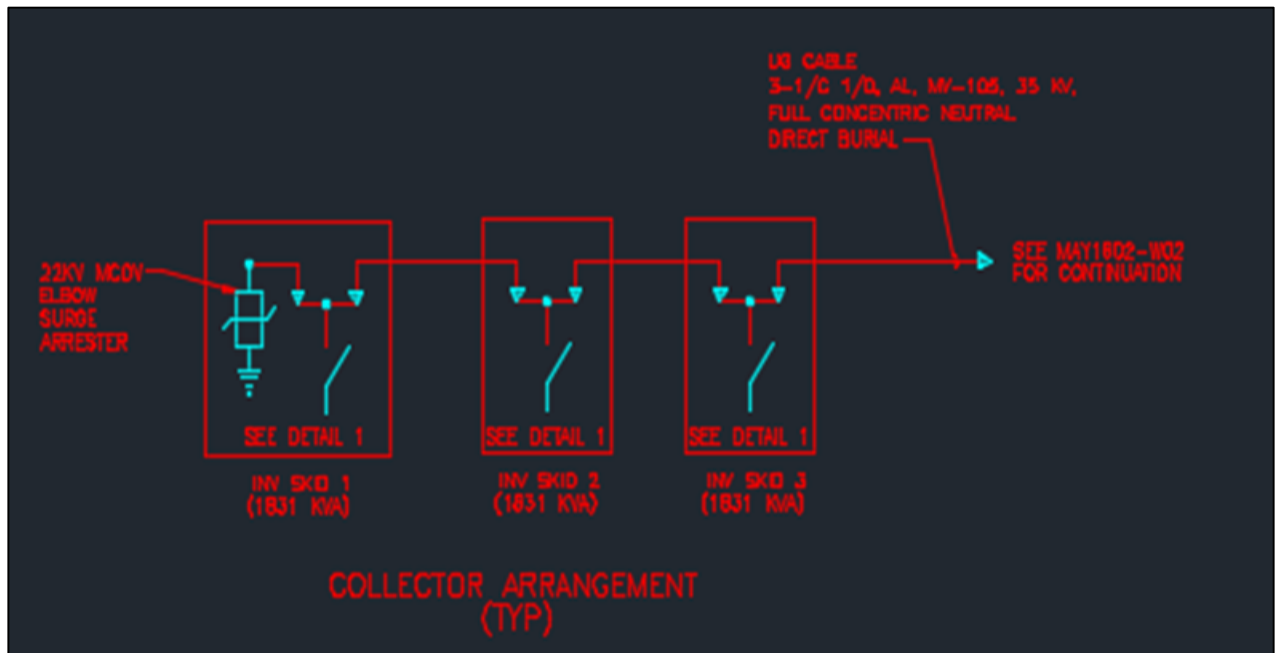 UG CABLE
3-1/C 1/0, AL, MV-105, 35 KV,
FULL CONCENTRIC NEUTRAL
DIRECT BURIAL
22KV MCOV
ELBOW
SURGE
ARRESTER
SEE MAY1602-W02
FOR CONTINUATION
SEE DETAIL 1
SEE DETAIL 1
SEE DETAIL 1
INV SKID 1
(1831 KVA)
INV SKID 2
(1831 KVA)
INV SKID 3
(1831 KVA)
COLLECTOR ARRANGEMENT
(TYP)